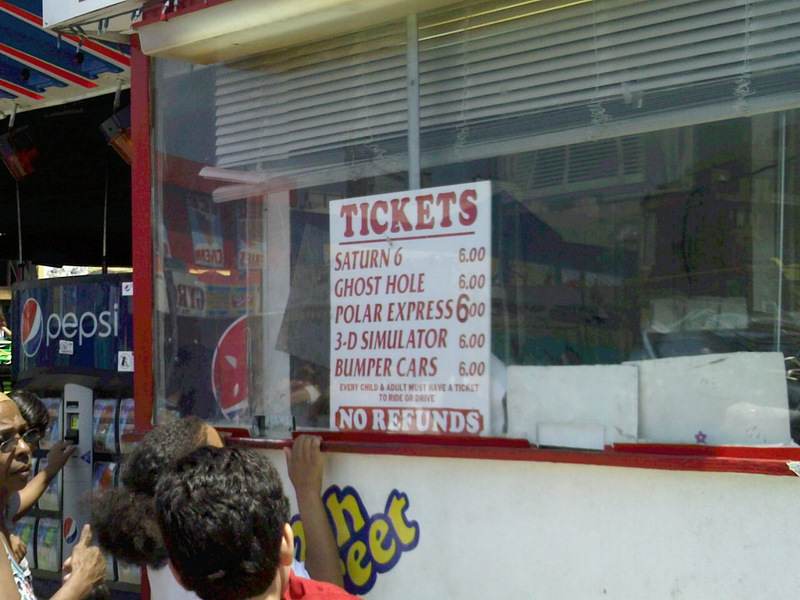 TICKETS
SATURN 6 6.00
GHOST HOLE 6.00
POLAR EXPRESS 6.00
3-D SIMULATOR 6.00
BUMPER CARS 6.00
EVERY CHILD & ADULT MUST HAVE A TICKET
TO RIDE OR DRIVE
NO REFUNDS
pepsi